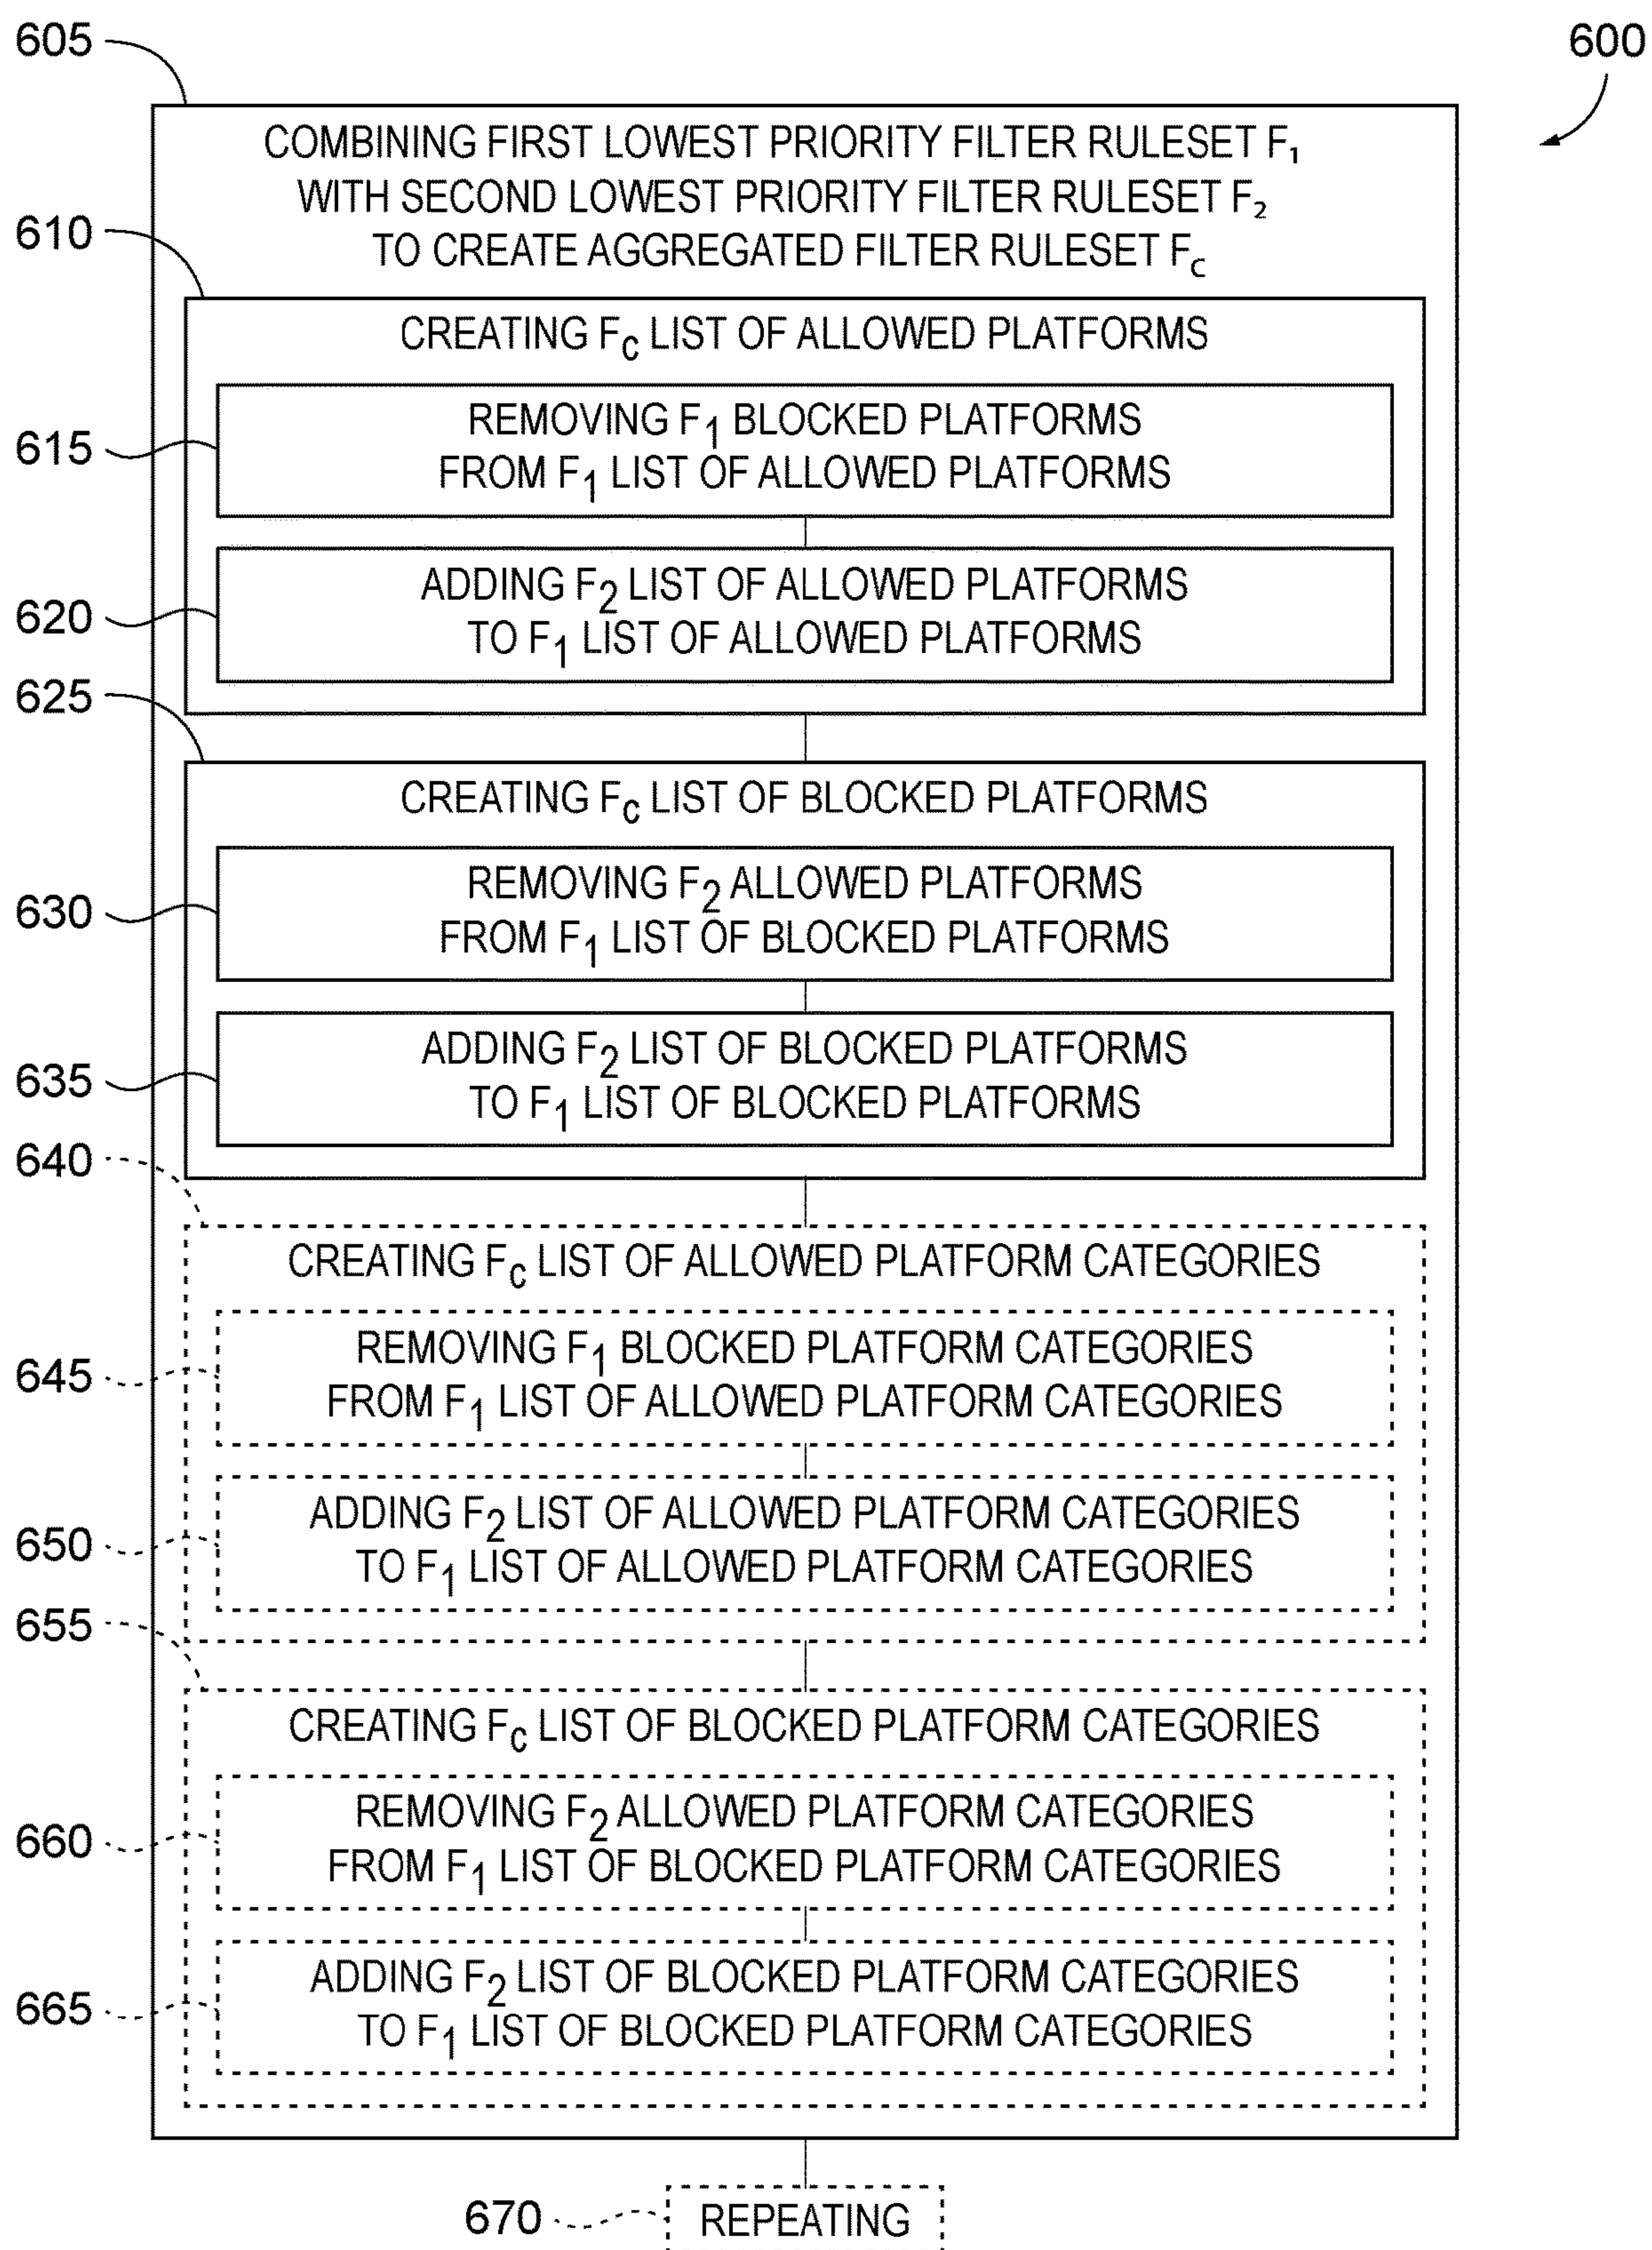 605
600
COMBINING FIRST LOWEST PRIORITY FILTER RULESET F₁
WITH SECOND LOWEST PRIORITY FILTER RULESET F₂
610
TO CREATE AGGREGATED FILTER RULESET F_C
CREATING F_C LIST OF ALLOWED PLATFORMS
615
REMOVING F₁ BLOCKED PLATFORMS
FROM F₁ LIST OF ALLOWED PLATFORMS
620
ADDING F₂ LIST OF ALLOWED PLATFORMS
TO F₁ LIST OF ALLOWED PLATFORMS
625
CREATING F_C LIST OF BLOCKED PLATFORMS
630
REMOVING F₂ ALLOWED PLATFORMS
FROM F₁ LIST OF BLOCKED PLATFORMS
635
ADDING F₂ LIST OF BLOCKED PLATFORMS
TO F₁ LIST OF BLOCKED PLATFORMS
640
CREATING F_C LIST OF ALLOWED PLATFORM CATEGORIES
645
REMOVING F₁ BLOCKED PLATFORM CATEGORIES
FROM F₁ LIST OF ALLOWED PLATFORM CATEGORIES
650
ADDING F₂ LIST OF ALLOWED PLATFORM CATEGORIES
TO F₁ LIST OF ALLOWED PLATFORM CATEGORIES
655
CREATING F_C LIST OF BLOCKED PLATFORM CATEGORIES
660
REMOVING F₂ ALLOWED PLATFORM CATEGORIES
FROM F₁ LIST OF BLOCKED PLATFORM CATEGORIES
665
ADDING F₂ LIST OF BLOCKED PLATFORM CATEGORIES
TO F₁ LIST OF BLOCKED PLATFORM CATEGORIES
670
REPEATING